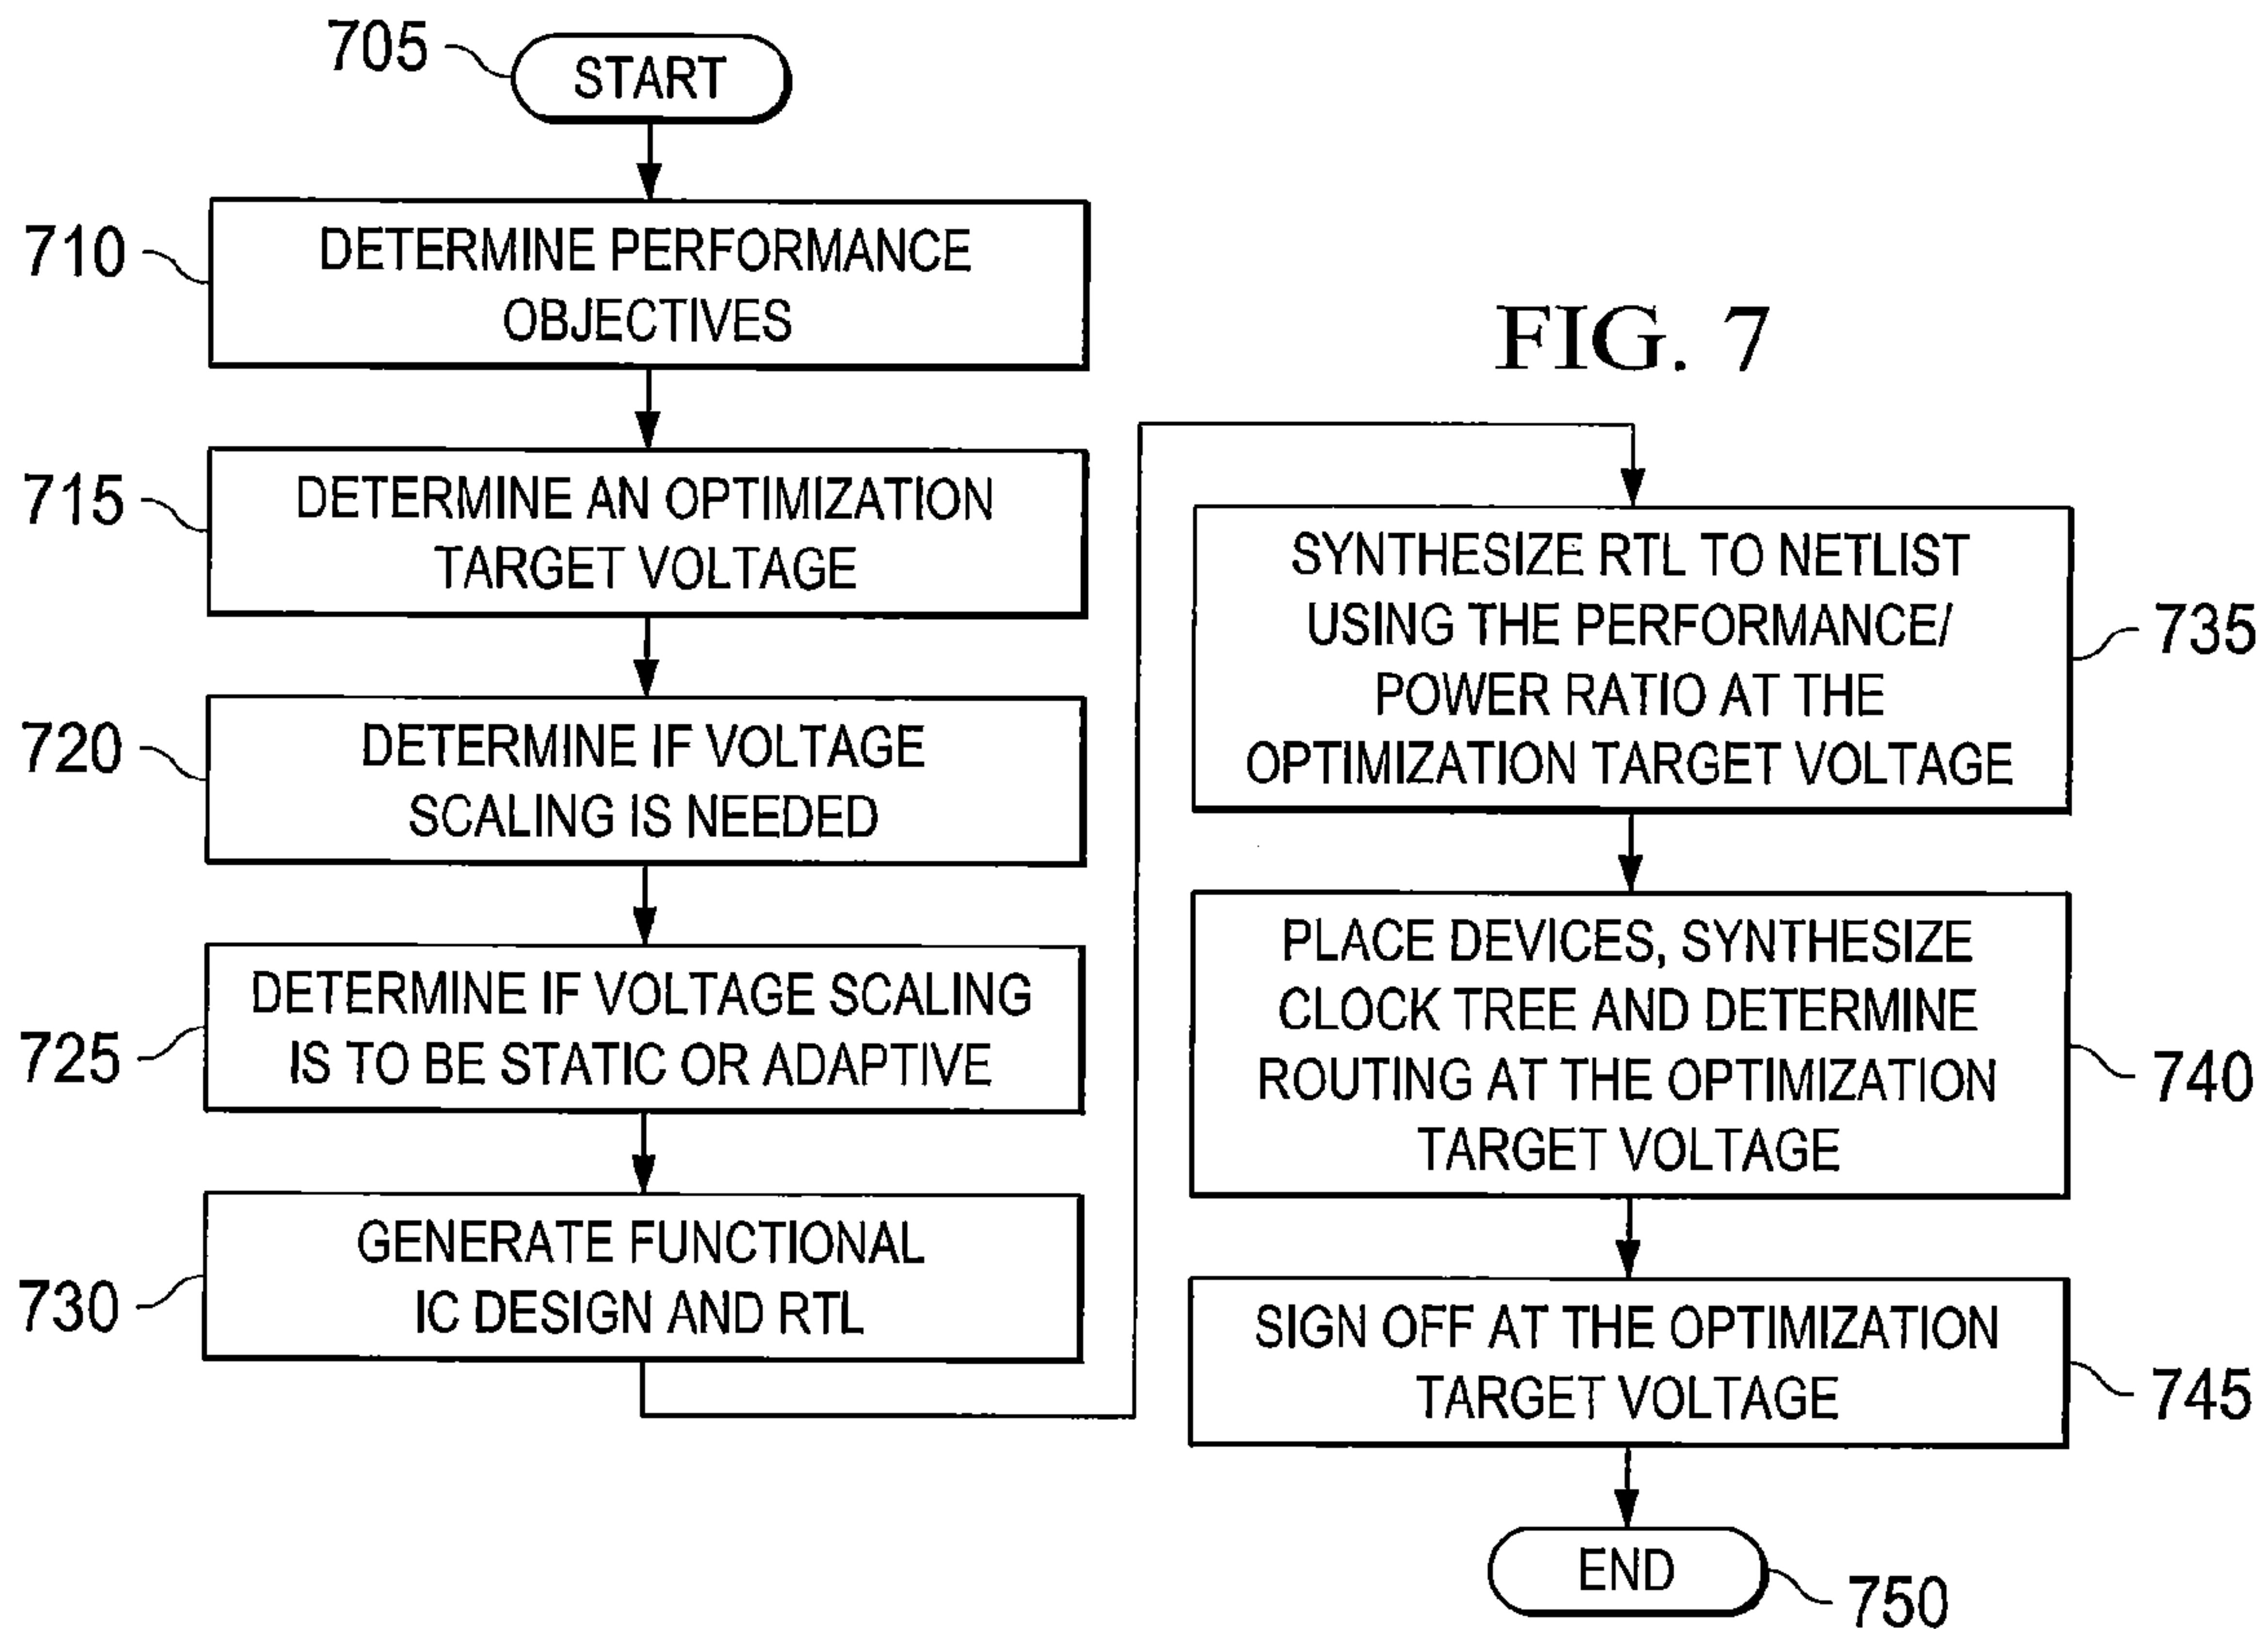 705
START
710
DETERMINE PERFORMANCE
OBJECTIVES
715
DETERMINE AN OPTIMIZATION
TARGET VOLTAGE
720
DETERMINE IF VOLTAGE
SCALING IS NEEDED
725
DETERMINE IF VOLTAGE SCALING
IS TO BE STATIC OR ADAPTIVE
730
GENERATE FUNCTIONAL
IC DESIGN AND RTL
FIG. 7
SYNTHESIZE RTL TO NETLIST
USING THE PERFORMANCE/
POWER RATIO AT THE
OPTIMIZATION TARGET VOLTAGE
735
PLACE DEVICES, SYNTHESIZE
CLOCK TREE AND DETERMINE
ROUTING AT THE OPTIMIZATION
TARGET VOLTAGE
740
SIGN OFF AT THE OPTIMIZATION
TARGET VOLTAGE
745
END
750